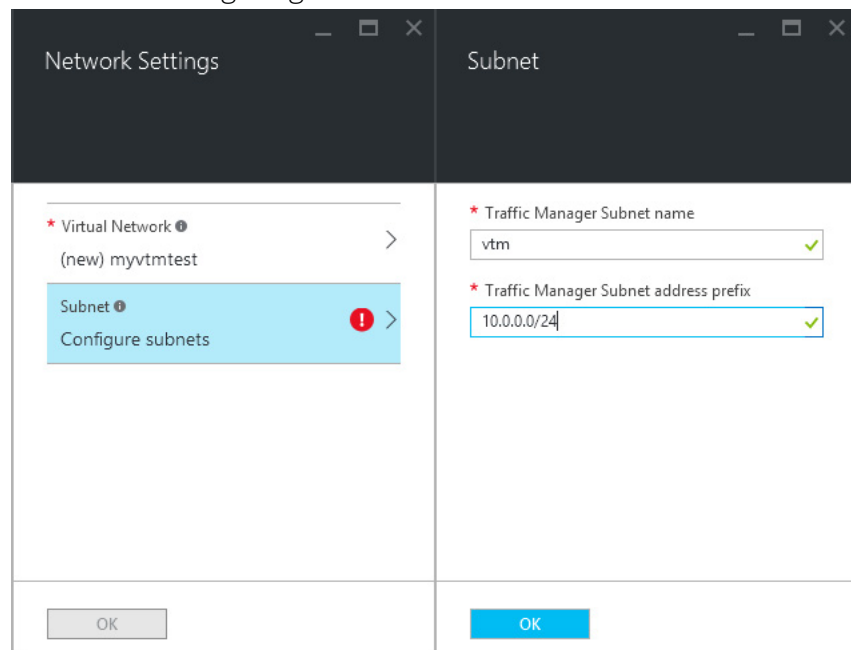 Network Settings
* Virtual Network
(new) myvtmtest
Subnet
Configure subnets
OK
Subnet
* Traffic Manager Subnet name
vtm
* Traffic Manager Subnet address prefix
10.0.0.0/24
OK